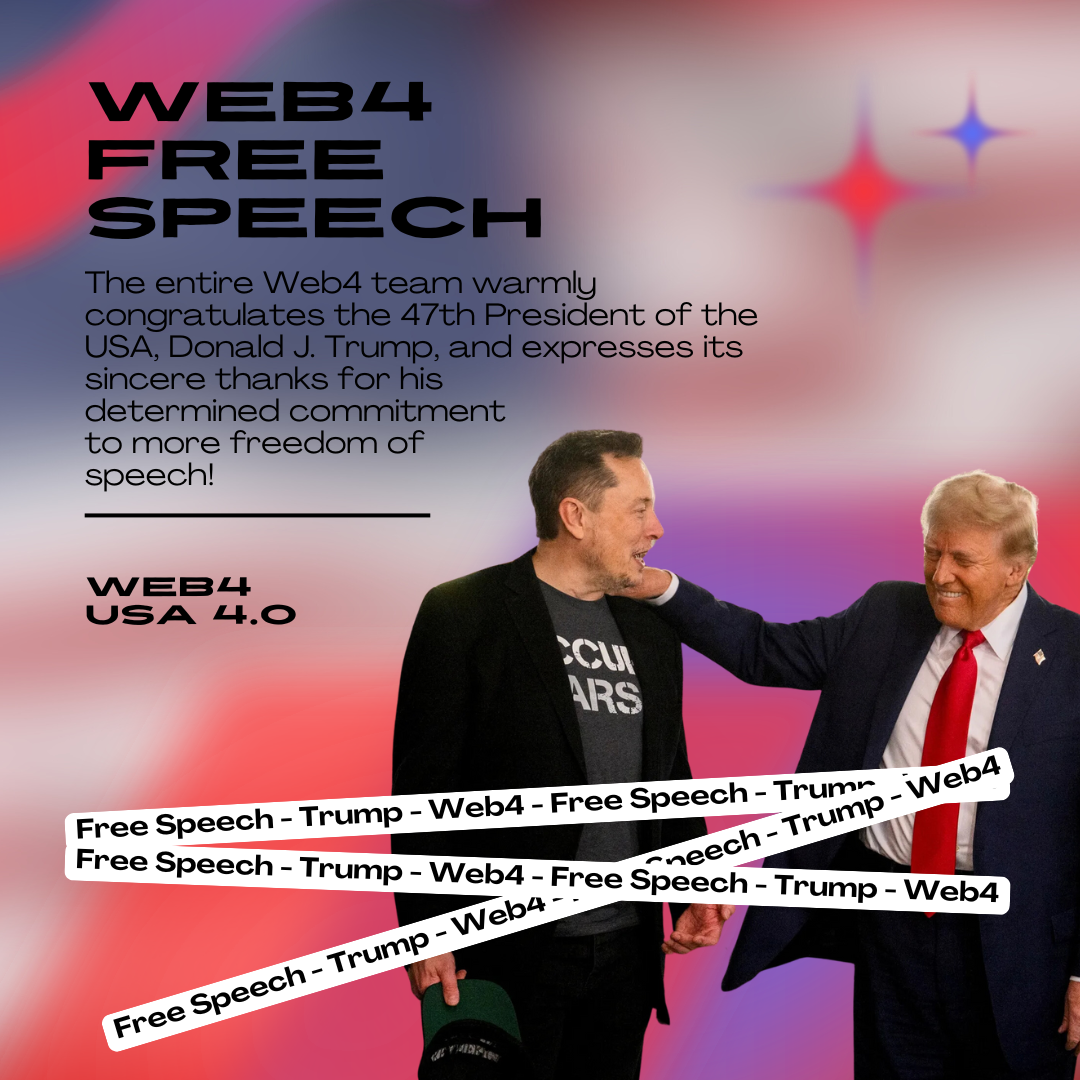 WEB4
FREE
SPEECH
The entire Web4 team warmly
congratulates the 47th President of the
USA, Donald J. Trump, and expresses its
sincere thanks for his
determined commitment
to more freedom of
speech!
WEB4
USA 4.0
CCU
ARS
Free Speech - Trump - Web4 - Free Speech - Trump
Free Speech - Trump - Web4 - Free Speech - Trump - Web4
Free Speech - Trump - Web4 - Speech - Trump - Web4